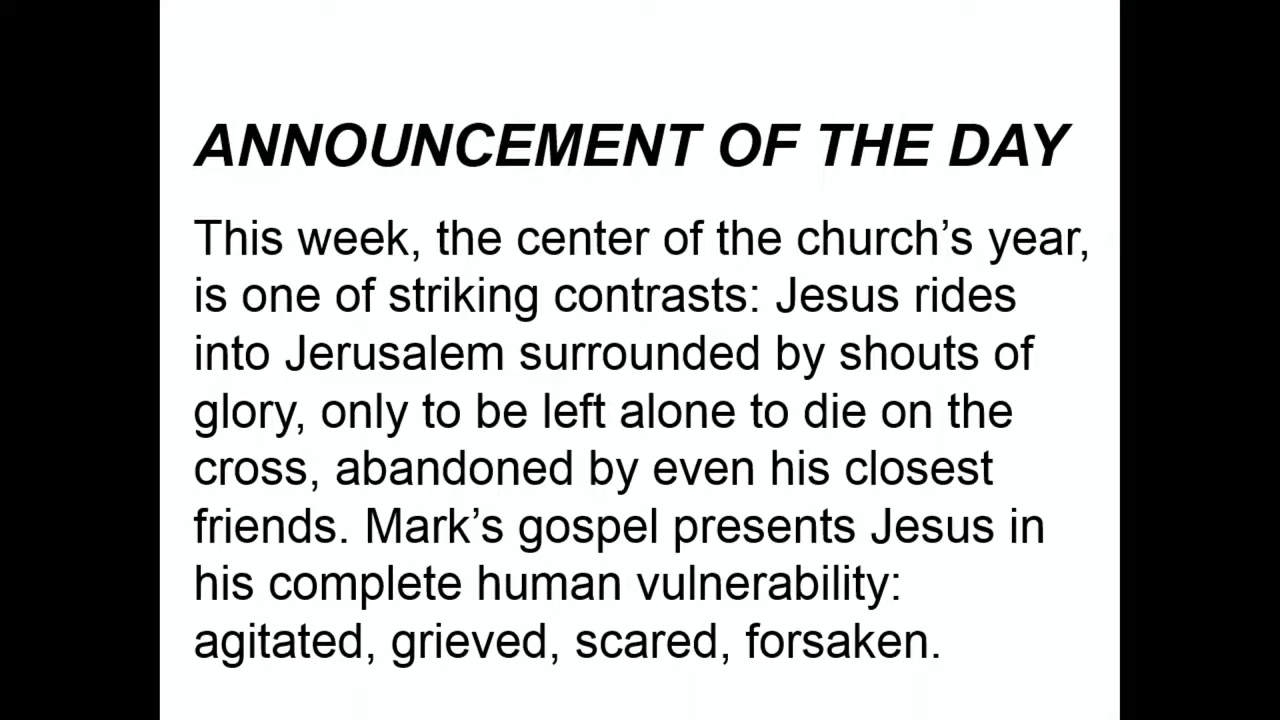 ANNOUNCEMENT OF THE DAY
This week, the center of the church’s year,
is one of striking contrasts: Jesus rides
into Jerusalem surrounded by shouts of
glory, only to be left alone to die on the
cross, abandoned by even his closest
friends. Mark’s gospel presents Jesus in
his complete human vulnerability:
agitated, grieved, scared, forsaken.